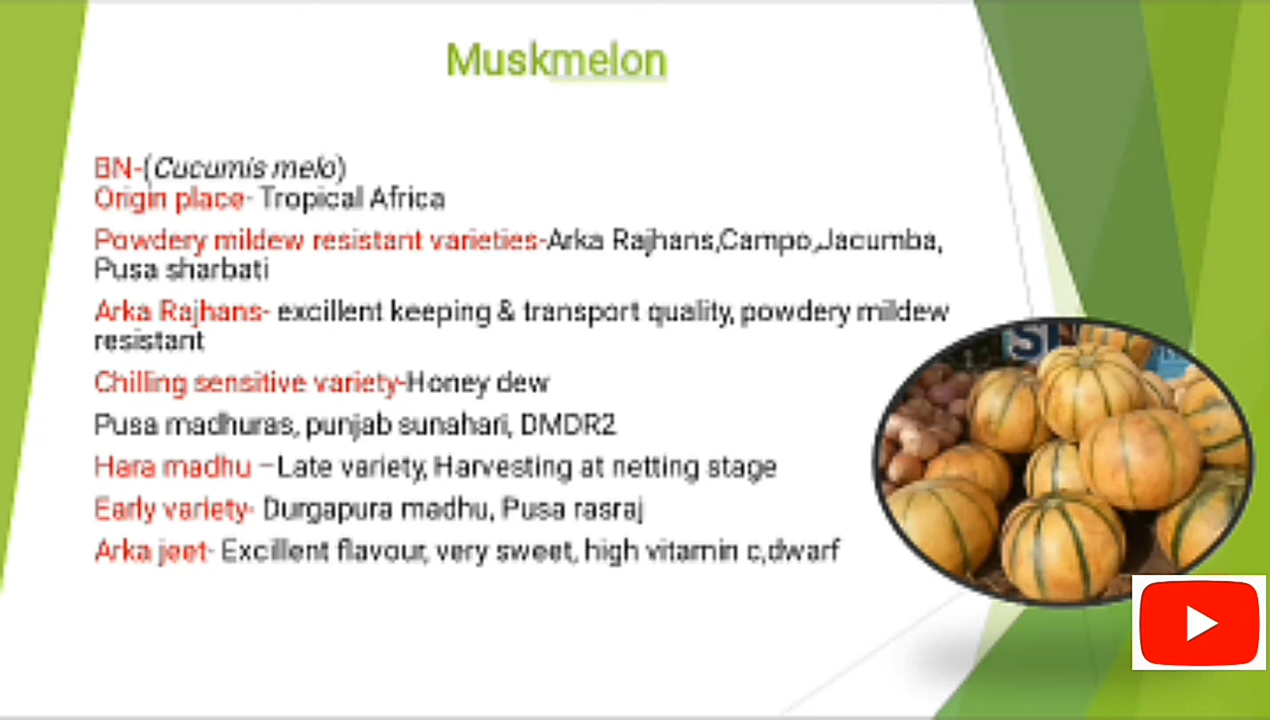 Muskmelon
BN-(Cucumis melo)
Origin place- Tropical Africa
Powdery mildew resistant varieties-Arka Rajhans,Campo,Jacumba,
Pusa sharbati
Arka Rajhans- excillent keeping & transport quality, powdery mildew
resistant
Chilling sensitive variety-Honey dew
Pusa madhuras, punjab sunahari, DMDR2
Hara madhu –Late variety, Harvesting at netting stage
Early variety- Durgapura madhu, Pusa rasraj
Arka jeet- Excillent flavour, very sweet, high vitamin c,dwarf